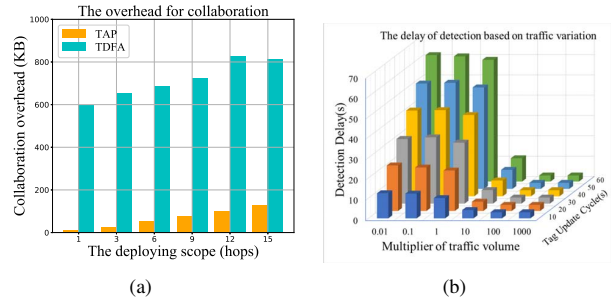 The overhead for collaboration
TAP
TDFA
Collaboration overhead (KB)
1000
800
600
400
200
0
1 3 6 9 12 15
The deploying scope (hops)
(a)
The delay of detection based on traffic variation
Detection Delay(s)
70
60
50
40
30
20
10
0
0.01 0.1 1 10 100 1000
Multiplier of traffic volume
10 20 30 40 50 60
Tag Update Cycle(s)
(b)